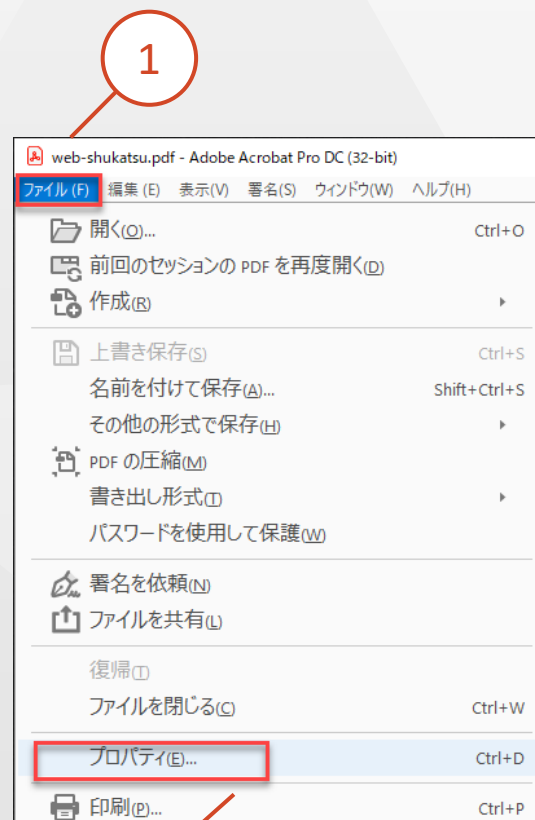 1
web-shukatsu.pdf - Adobe Acrobat Pro DC (32-bit)
ファイル (F) 編集 (E) 表示(V) 署名(S) ウィンドウ(W) ヘルプ(H)
開く(O)... Ctrl+O
前回のセッションの PDF を再度開く(D)
作成(R)
上書き保存(S) Ctrl+S
名前を付けて保存(A)... Shift+Ctrl+S
その他の形式で保存(H)
PDF の圧縮(M)
書き出し形式(T)
パスワードを使用して保護(W)
署名を依頼(N)
ファイルを共有(L)
復帰(T)
ファイルを閉じる(C) Ctrl+W
プロパティ(E)... Ctrl+D
印刷(P)... Ctrl+P